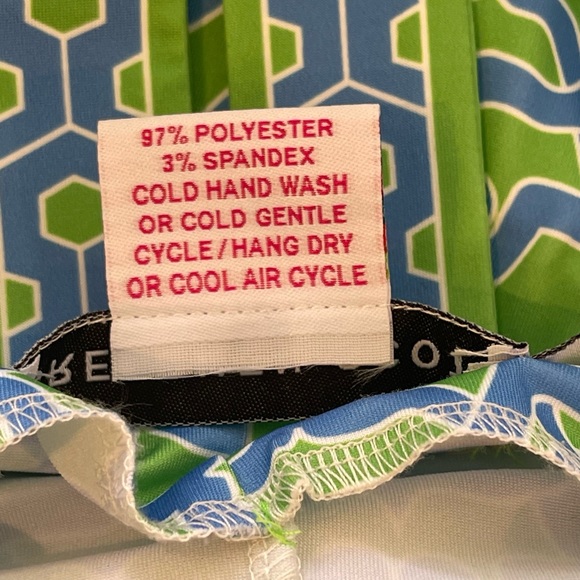 97% POLYESTER
3% SPANDEX
COLD HAND WASH
OR COLD GENTLE
CYCLE/HANG DRY
OR COOL AIR CYCLE